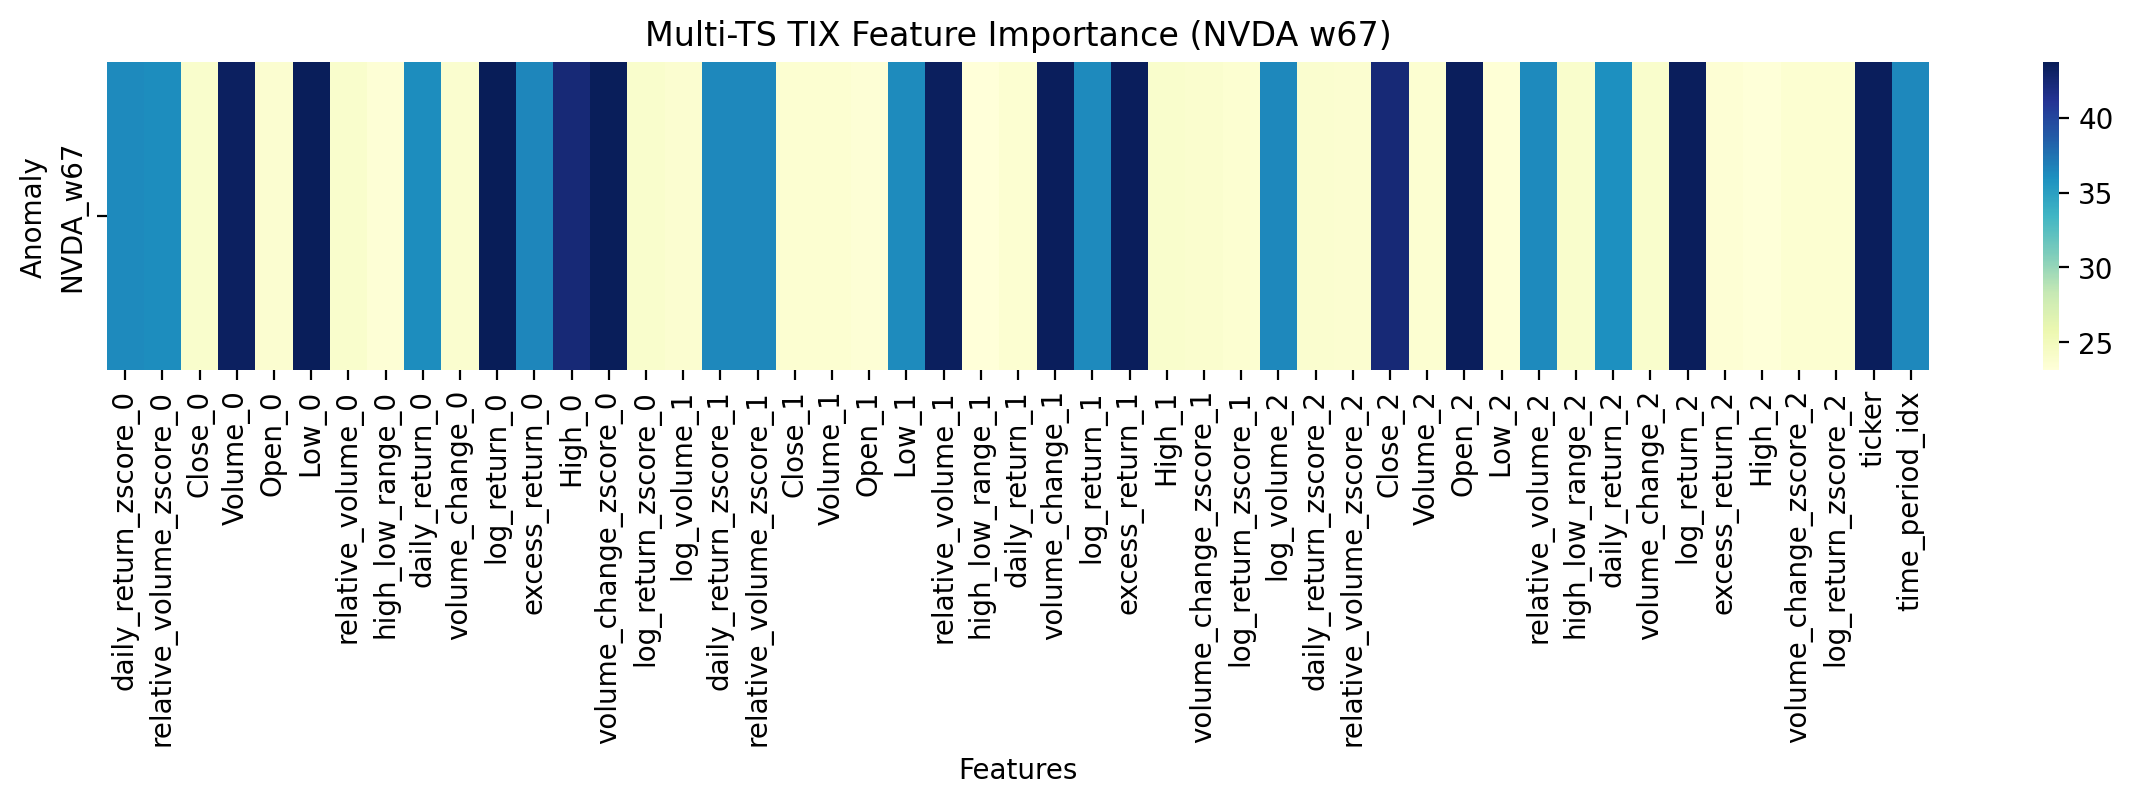 Multi-TS TIX Feature Importance (NVDA w67)
Anomaly
NVDA_w67
40
35
30
25
daily_return_zscore_0
relative_volume_zscore_0
Close_0
Volume_0
Open_0
Low_0
relative_volume_0
high_low_range_0
daily_return_0
volume_change_0
log_return_0
excess_return_0
High_0
volume_change_zscore_0
log_return_zscore_0
log_volume_1
daily_return_zscore_1
relative_volume_zscore_1
Close_1
Volume_1
Open_1
Low_1
relative_volume_1
high_low_range_1
daily_return_1
volume_change_1
log_return_1
excess_return_1
High_1
volume_change_zscore_1
log_return_zscore_1
log_volume_2
daily_return_zscore_2
relative_volume_zscore_2
Close_2
Volume_2
Open_2
Low_2
relative_volume_2
high_low_range_2
daily_return_2
volume_change_2
log_return_2
excess_return_2
High_2
volume_change_zscore_2
log_return_zscore_2
ticker
time_period_idx
Features